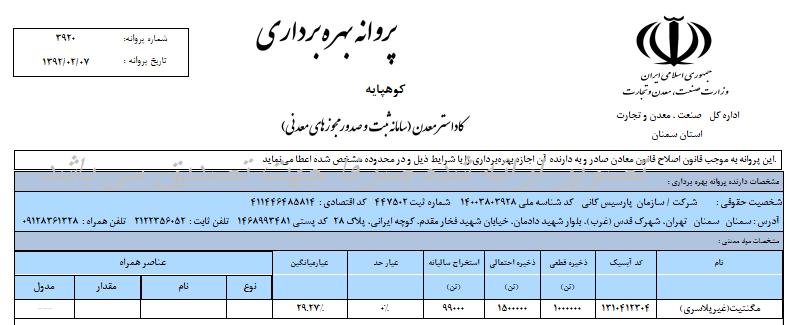 پروانه بهره برداری
شماره پروانه: ۳۹۲۰
تاریخ پروانه : ۱۳۹۲/۰۲/۰۷
جمهوری اسلامی ایران
وزارت صنعت، معدن و تجارت
کوهپایه
اداره کل صنعت ، معدن و تجارت
استان سمنان
کاداستر معدن (سامانه ثبت و صدور مجوزهای معدنی)
این پروانه به موجب قانون اصلاح قانون معادن صادر و به دارنده آن اجازه بهره‌برداری را با شرایط ذیل و در محدوده مشخص شده اعطا می‌نماید.
مشخصات دارنده پروانه بهره برداری :
شخصیت حقوقی : شرکت / سازمان پارسیس کانی کد شناسه ملی ۱۴۰۰۳۸۰۳۹۲۸ شماره ثبت ۴۴۷۵۰۲ کد اقتصادی : ۴۱۱۴۴۶۴۸۵۸۱۴
آدرس : سمنان سمنان تهران، شهرک قدس (غرب)، بلوار شهید دادمان، خیابان شهید فخار مقدم، کوچه ایرانی، پلاک ۲۸ کد پستی ۱۴۶۸۹۹۳۴۸۱ تلفن ثابت : ۲۱۲۲۳۵۶۰۵۲ تلفن همراه : ۰۹۱۲۸۳۶۱۳۲۸
مشخصات مواد معدنی :
نام کد آیسیک ذخیره قطعی (تن) ذخیره احتمالی (تن) استخراج سالیانه (تن) عیار حد عیارمیانگین عناصر همراه
نوع نام مقدار مدول
مگنتیت(غیرپلاسری) ۱۳۱۰۴۱۲۳۰۴ ۱۰۰۰۰۰۰ ۱۵۰۰۰۰۰ ۹۹۰۰۰ ۰% ۲۹.۲۷%